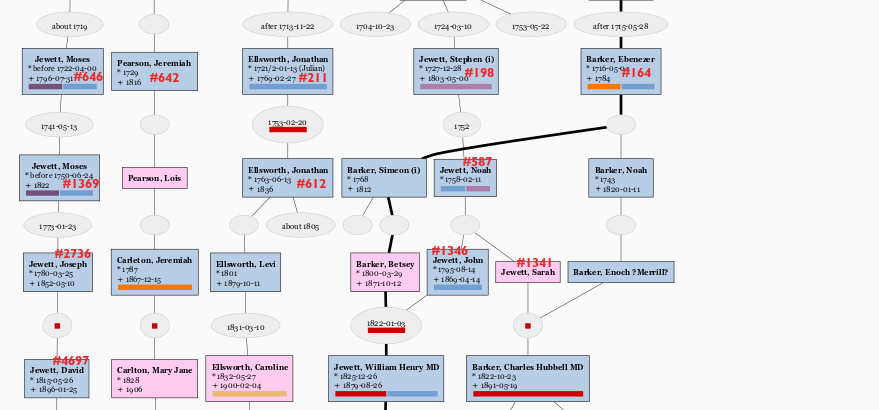 about 1719
after 1713-11-22
1704-10-23
1724-03-10
1753-05-22
after 1715-05-28
Jewett, Moses
* before 1722-04-00
+ 1796-07-31
#646
Pearson, Jeremiah
* 1729
+ 1816
#642
Ellsworth, Jonathan
* 1721/2-01-13 (Julian)
+ 1769-02-27
#211
Jewett, Stephen (i)
* 1727-12-28
+ 1803-05-06
#198
Barker, Ebenezer
* 1716-05-04
+ 1784
#164
1741-05-13
1753-02-20
1752
Jewett, Moses
* before 1750-06-24
+ 1822
#1369
Pearson, Lois
Ellsworth, Jonathan
* 1763-06-13
+ 1836
#612
Barker, Simeon (i)
* 1768
+ 1812
#587
Jewett, Noah
* 1758-02-11
Barker, Noah
* 1743
+ 1820-01-11
1773-01-23
about 1805
#2736
Jewett, Joseph
* 1780-03-25
+ 1852-05-10
Carleton, Jeremiah
* 1787
+ 1867-12-15
Ellsworth, Levi
* 1801
+ 1879-10-11
Barker, Betsey
* 1800-03-29
+ 1871-10-12
#1346
Jewett, John
* 1795-08-14
+ 1869-04-14
#1341
Jewett, Sarah
Barker, Enoch ?Merrill?
1831-03-10
1822-01-03
#4697
Jewett, David
* 1815-05-26
+ 1896-01-25
Carlton, Mary Jane
* 1828
+ 1906
Ellsworth, Caroline
* 1832-05-27
+ 1900-02-04
Jewett, William Henry MD
* 1825-12-26
+ 1879-08-26
Barker, Charles Hubbell MD
* 1822-10-23
+ 1891-05-19